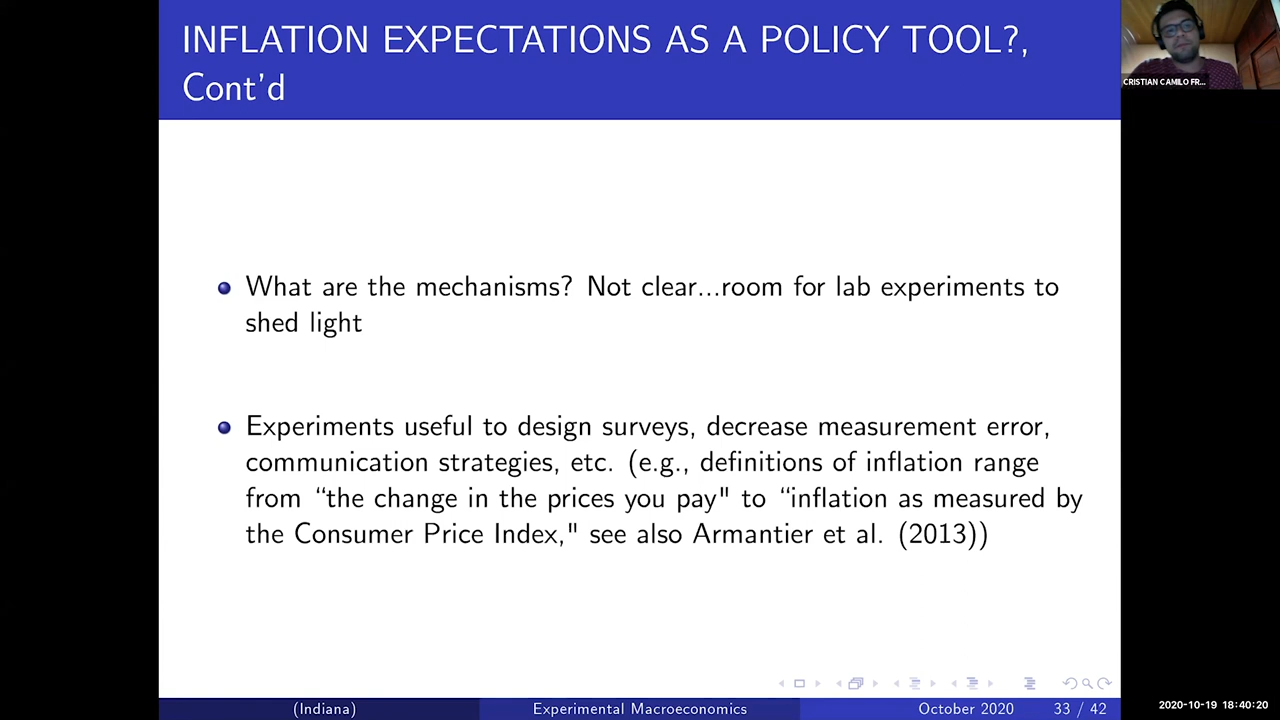 INFLATION EXPECTATIONS AS A POLICY TOOL?,
Cont'd
CRISTIAN CAMILO FR...
What are the mechanisms? Not clear...room for lab experiments to
shed light
Experiments useful to design surveys, decrease measurement error,
communication strategies, etc. (e.g., definitions of inflation range
from “the change in the prices you pay" to “inflation as measured by
the Consumer Price Index," see also Armantier et al. (2013))
(Indiana)
Experimental Macroeconomics
October 2020
33 / 42
2020-10-19 18:40:20